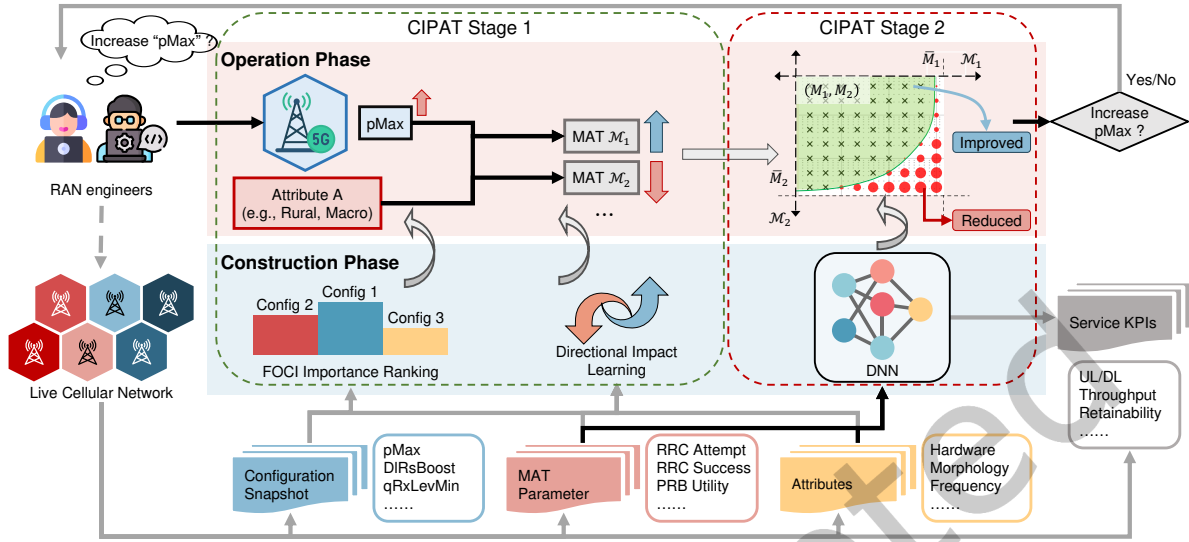 CIPAT Stage 1
CIPAT Stage 2
Increase "pMax" ?
Operation Phase
5G
pMax
MAT ℳ₁
MAT ℳ₂
...
Attribute A
(e.g., Rural, Macro)
RAN engineers
M̄₁
ℳ₁
(M₁, M₂)
M̄₂
ℳ₂
Improved
Reduced
Yes/No
Increase
pMax ?
Construction Phase
Config 2
Config 1
Config 3
FOCI Importance Ranking
Directional Impact
Learning
DNN
Live Cellular Network
Service KPIs
UL/DL
Throughput
Retainability
......
Configuration
Snapshot
pMax
DlRsBoost
qRxLevMin
......
MAT
Parameter
RRC Attempt
RRC Success
PRB Utility
......
Attributes
Hardware
Morphology
Frequency
......